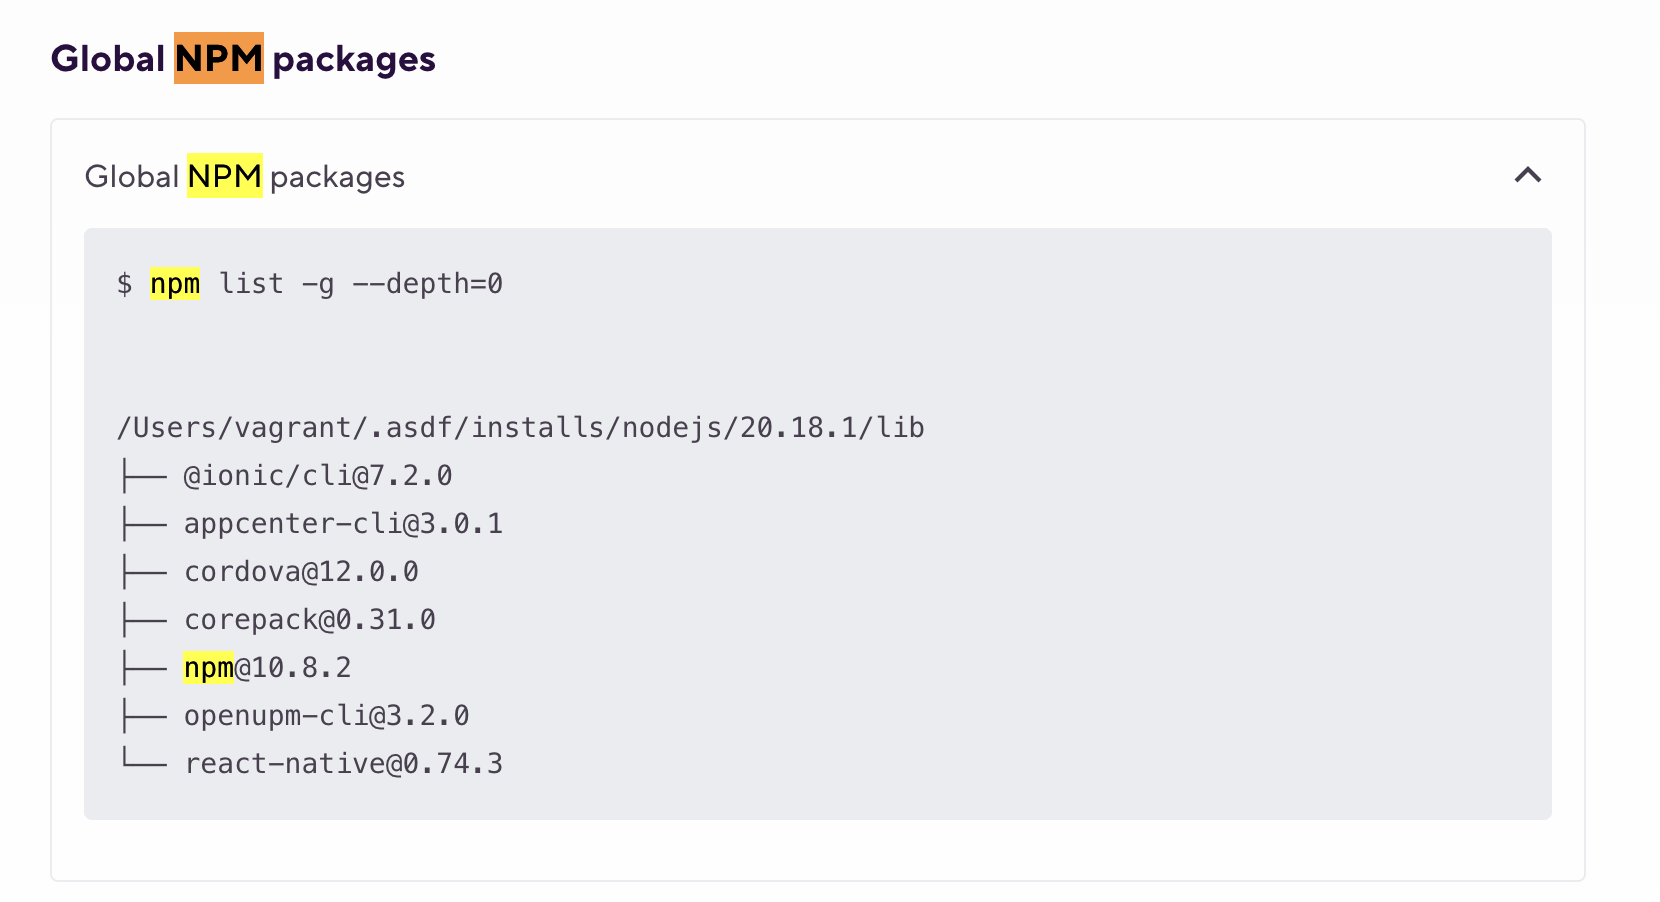 Global NPM packages
Global NPM packages
$ npm list -g --depth=0
/Users/vagrant/.asdf/installs/nodejs/20.18.1/lib
├── @ionic/cli@7.2.0
├── appcenter-cli@3.0.1
├── cordova@12.0.0
├── corepack@0.31.0
├── npm@10.8.2
├── openupm-cli@3.2.0
└── react-native@0.74.3